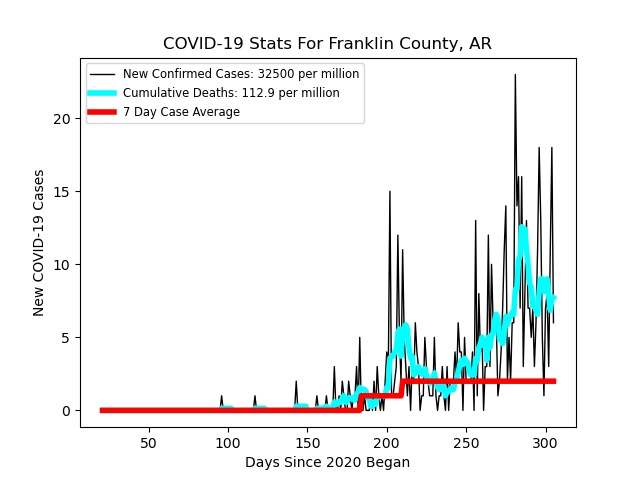 COVID-19 Stats For Franklin County, AR
New Confirmed Cases: 32500 per million
Cumulative Deaths: 112.9 per million
7 Day Case Average
New COVID-19 Cases
20
15
10
5
0
50 100 150 200 250 300
Days Since 2020 Began